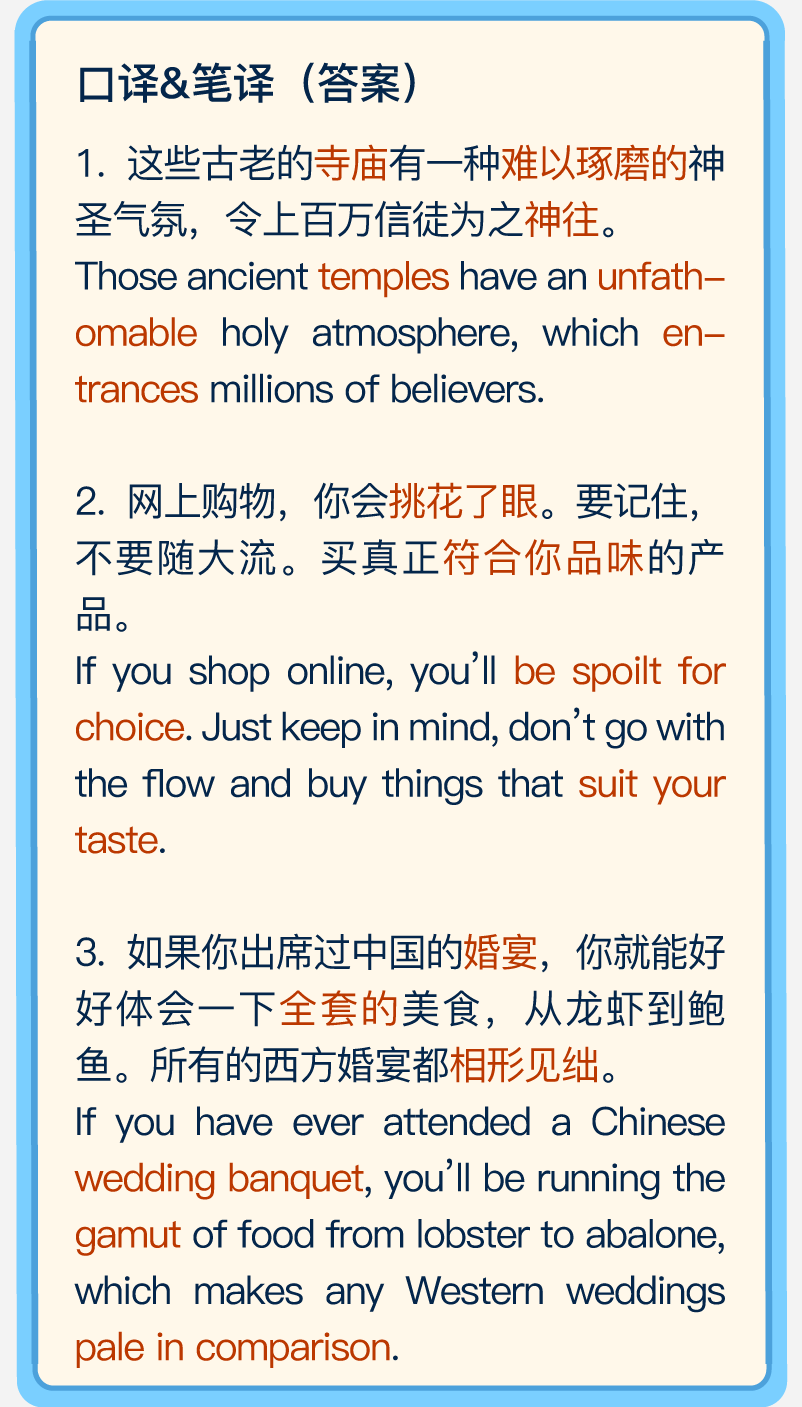 口译&笔译（答案）
1. 这些古老的寺庙有一种难以琢磨的神
圣气氛，令上百万信徒为之神往。
Those ancient temples have an unfath-
omable holy atmosphere, which en-
trances millions of believers.
2. 网上购物，你会挑花了眼。要记住，
不要随大流。买真正符合你品味的产
品。
If you shop online, you’ll be spoilt for
choice. Just keep in mind, don’t go with
the flow and buy things that suit your
taste.
3. 如果你出席过中国的婚宴，你就能好
好体会一下全套的美食，从龙虾到鲍
鱼。所有的西方婚宴都相形见绌。
If you have ever attended a Chinese
wedding banquet, you’ll be running the
gamut of food from lobster to abalone,
which makes any Western weddings
pale in comparison.